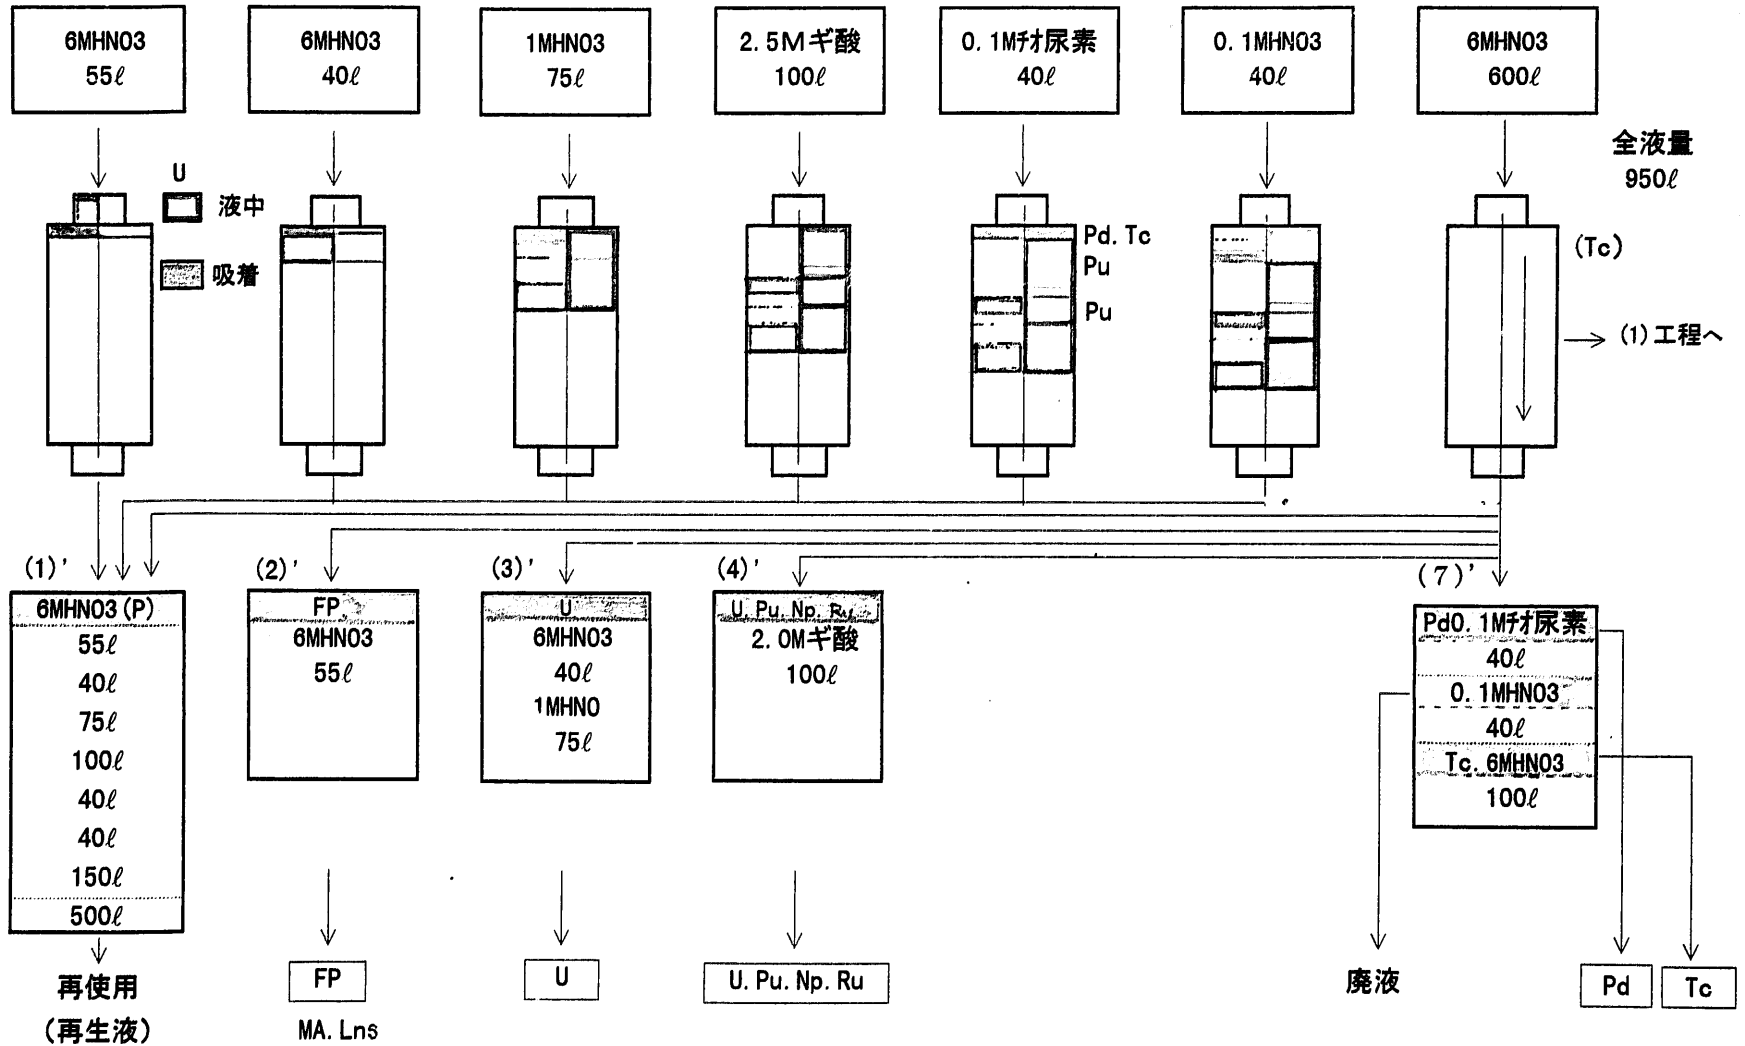 6MHNO3
55ℓ
6MHNO3
40ℓ
1MHNO3
75ℓ
2.5Mギ酸
100ℓ
0.1Mチオ尿素
40ℓ
0.1MHNO3
40ℓ
6MHNO3
600ℓ
全液量
950ℓ
U
液中
吸着
Pd.Tc
Pu
Pu
(Tc)
(1)工程へ
(1)'
(2)'
(3)'
(4)'
(7)'
6MHNO3(P)
55ℓ
40ℓ
75ℓ
100ℓ
40ℓ
40ℓ
150ℓ
500ℓ
再使用
(再生液)
FP
6MHNO3
55ℓ
FP
MA.Lns
U
6MHNO3
40ℓ
1MHNO
75ℓ
U
U.Pu.Np.Ru
2.0Mギ酸
100ℓ
U.Pu.Np.Ru
Pd0.1Mチオ尿素
40ℓ
0.1MHNO3
40ℓ
Tc.6MHNO3
100ℓ
廃液
Pd
Tc